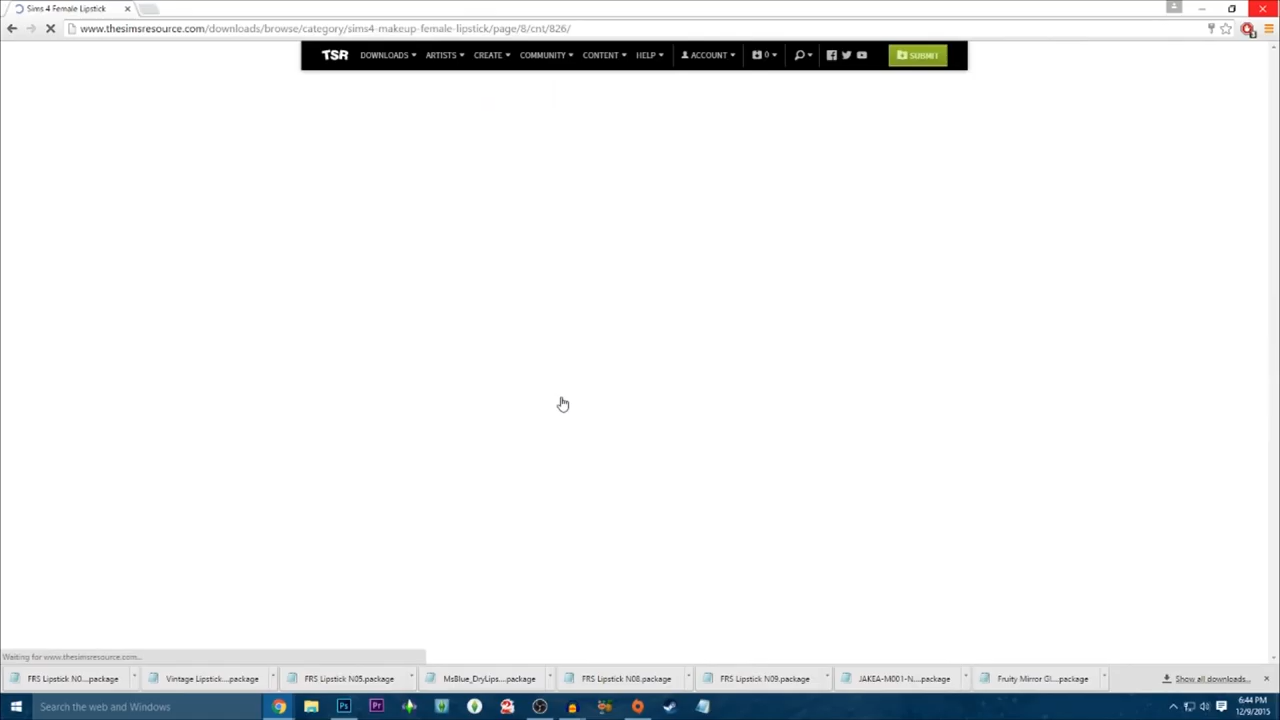 Sims 4 Female Lipstick
www.thesimsresource.com/downloads/browse/category/sims4-makeup-female-lipstick/page/8/cnt/826/
TSR DOWNLOADS ARTISTS CREATE COMMUNITY CONTENT HELP ACCOUNT 0 SUBMIT
Waiting for www.thesimsresource.com...
FRS Lipstick N0....package Vintage Lipstick....package FRS Lipstick N05.package MsBlue_DryLips....package FRS Lipstick N08.package FRS Lipstick N09.package JAKEA-M001-N....package Fruity Mirror Gl....package Show all downloads...
Search the web and Windows
6:44 PM
12/9/2015